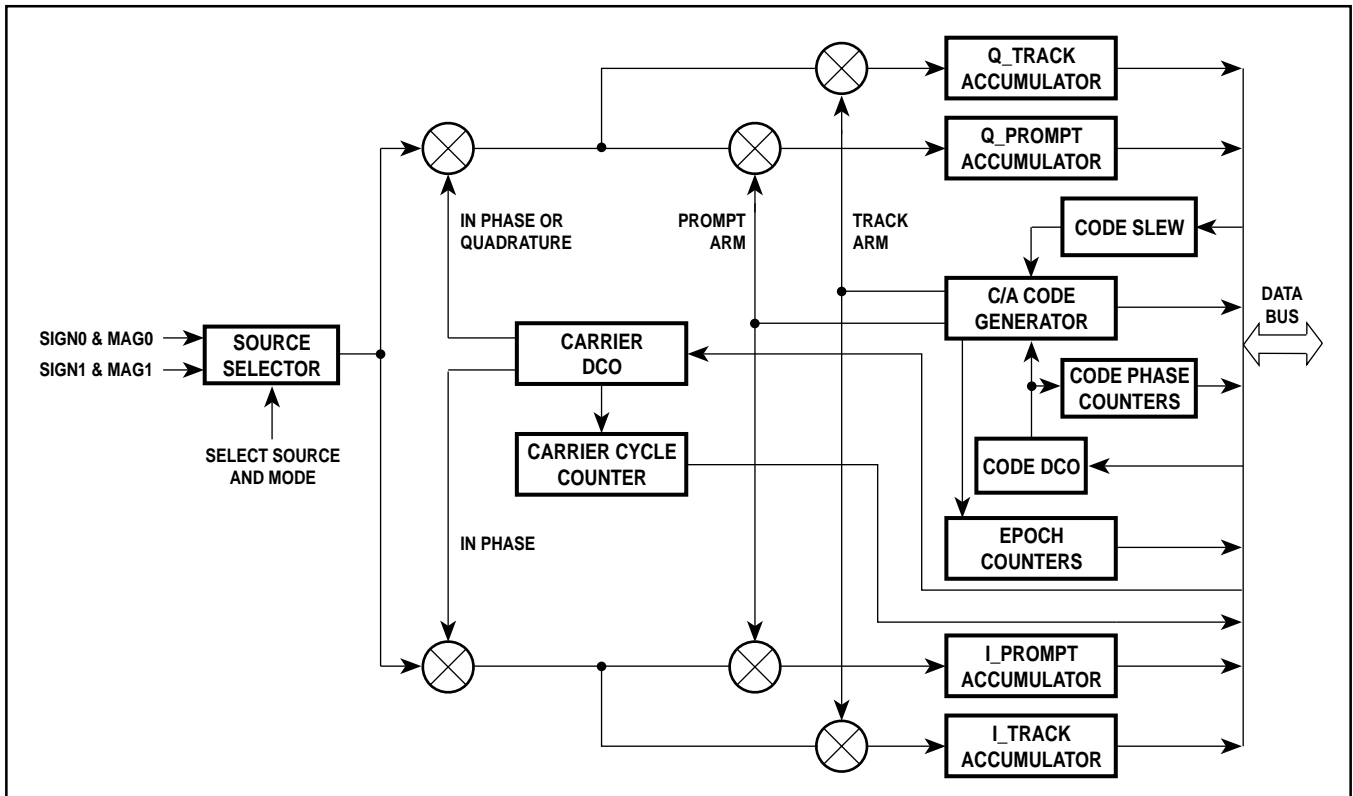 Q_TRACK
ACCUMULATOR
Q_PROMPT
ACCUMULATOR
IN PHASE OR
QUADRATURE
PROMPT
ARM
TRACK
ARM
CODE SLEW
C/A CODE
GENERATOR
DATA
BUS
SIGN0 & MAG0
SIGN1 & MAG1
SOURCE
SELECTOR
CARRIER
DCO
CODE PHASE
COUNTERS
SELECT SOURCE
AND MODE
CARRIER CYCLE
COUNTER
CODE DCO
IN PHASE
EPOCH
COUNTERS
I_PROMPT
ACCUMULATOR
I_TRACK
ACCUMULATOR